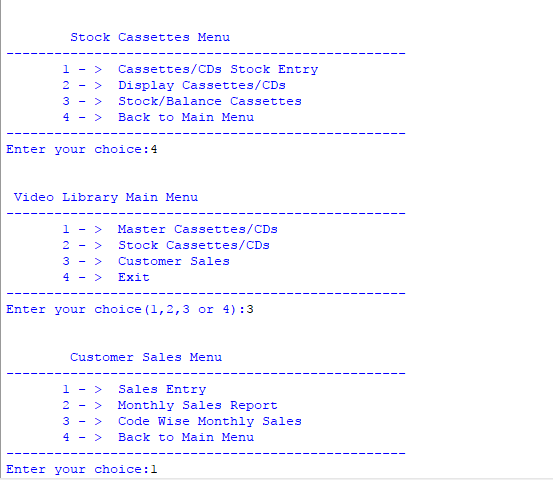 Stock Cassettes Menu
--------------------------------------------------
1 - > Cassettes/CDs Stock Entry
2 - > Display Cassettes/CDs
3 - > Stock/Balance Cassettes
4 - > Back to Main Menu
--------------------------------------------------
Enter your choice:4
Video Library Main Menu
--------------------------------------------------
1 - > Master Cassettes/CDs
2 - > Stock Cassettes/CDs
3 - > Customer Sales
4 - > Exit
--------------------------------------------------
Enter your choice(1,2,3 or 4):3
Customer Sales Menu
--------------------------------------------------
1 - > Sales Entry
2 - > Monthly Sales Report
3 - > Code Wise Monthly Sales
4 - > Back to Main Menu
--------------------------------------------------
Enter your choice:1